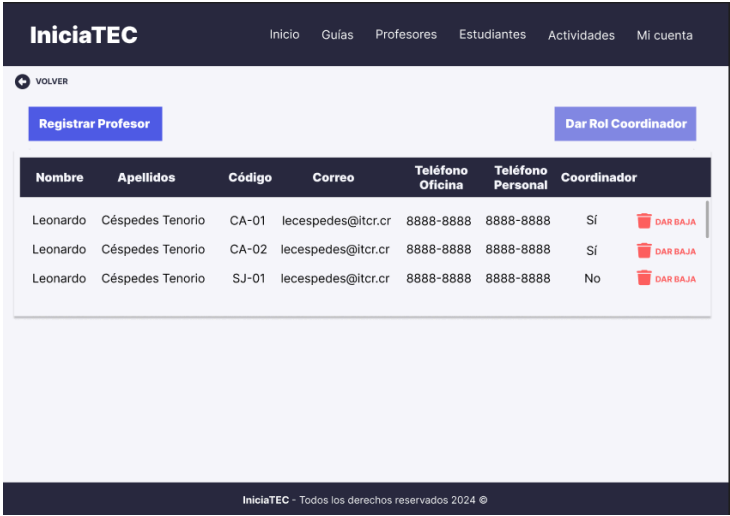 IniciaTEC Inicio Guías Profesores Estudiantes Actividades Mi cuenta
VOLVER
Registrar Profesor Dar Rol Coordinador
Nombre Apellidos Código Correo Teléfono Oficina Teléfono Personal Coordinador
Leonardo Céspedes Tenorio CA-01 lecespedes@itcr.cr 8888-8888 8888-8888 Sí DAR BAJA
Leonardo Céspedes Tenorio CA-02 lecespedes@itcr.cr 8888-8888 8888-8888 Sí DAR BAJA
Leonardo Céspedes Tenorio SJ-01 lecespedes@itcr.cr 8888-8888 8888-8888 No DAR BAJA
IniciaTEC - Todos los derechos reservados 2024 ©